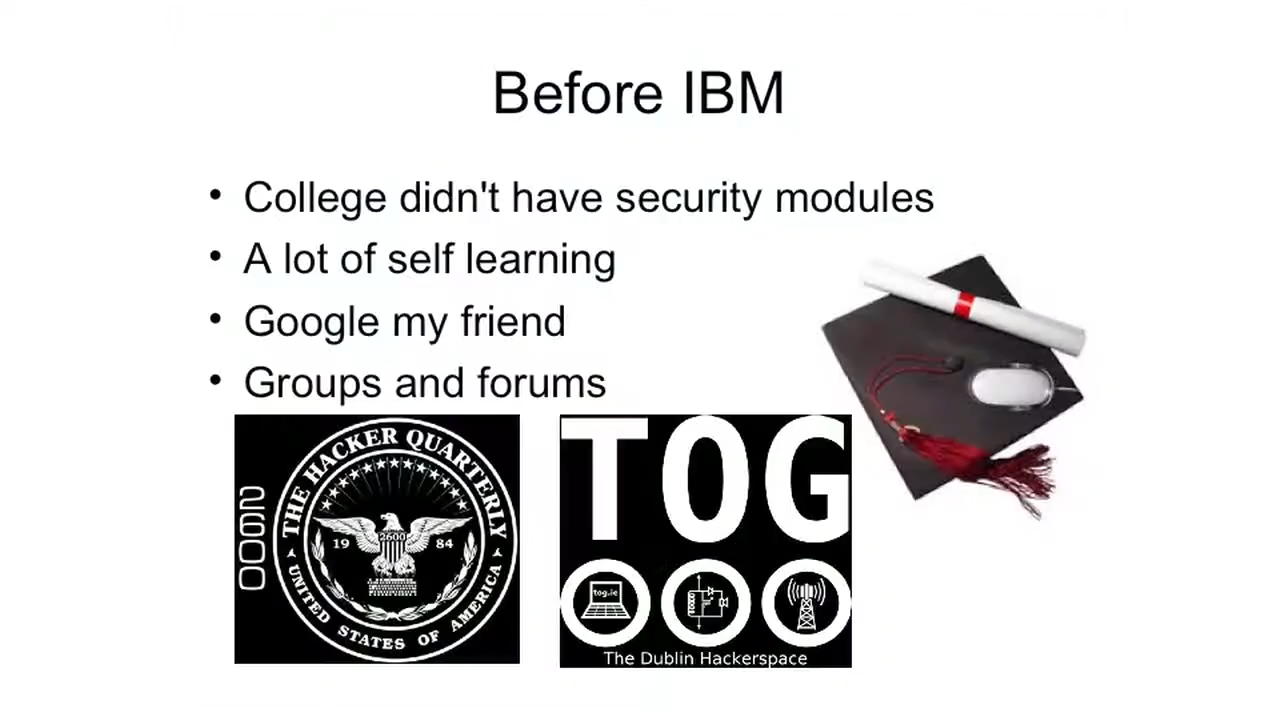 Before IBM
• College didn't have security modules
• A lot of self learning
• Google my friend
• Groups and forums
2600
THE HACKER QUARTERLY
2600
19 84
UNITED STATES OF AMERICA
TOG
tog.ie
The Dublin Hackerspace